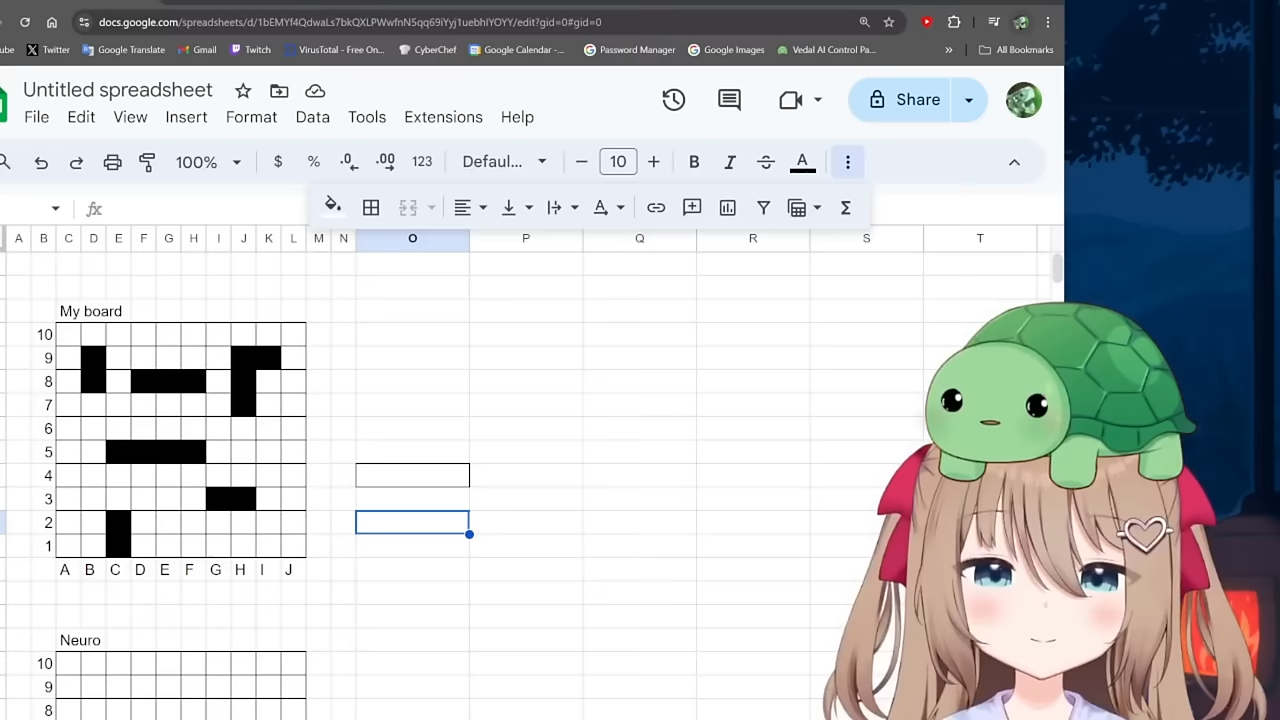 docs.google.com/spreadsheets/d/1bEMYf4QdwaLs7bkQXLPWwfnN5qq69iYyj1uebhIYOYY/edit?gid=0#gid=0
ube Twitter Google Translate Gmail Twitch VirusTotal - Free On... CyberChef Google Calendar -... Password Manager Google Images Vedal AI Control Pa... » All Bookmarks
Untitled spreadsheet
Share
File Edit View Insert Format Data Tools Extensions Help
100% $ % .0 .00 123 Defaul... 10 B I A
fx
A B C D E F G H I J K L M N O P Q R S T
My board
10
9
8
7
6
5
4
3
2
1
A B C D E F G H I J
Neuro
10
9
8